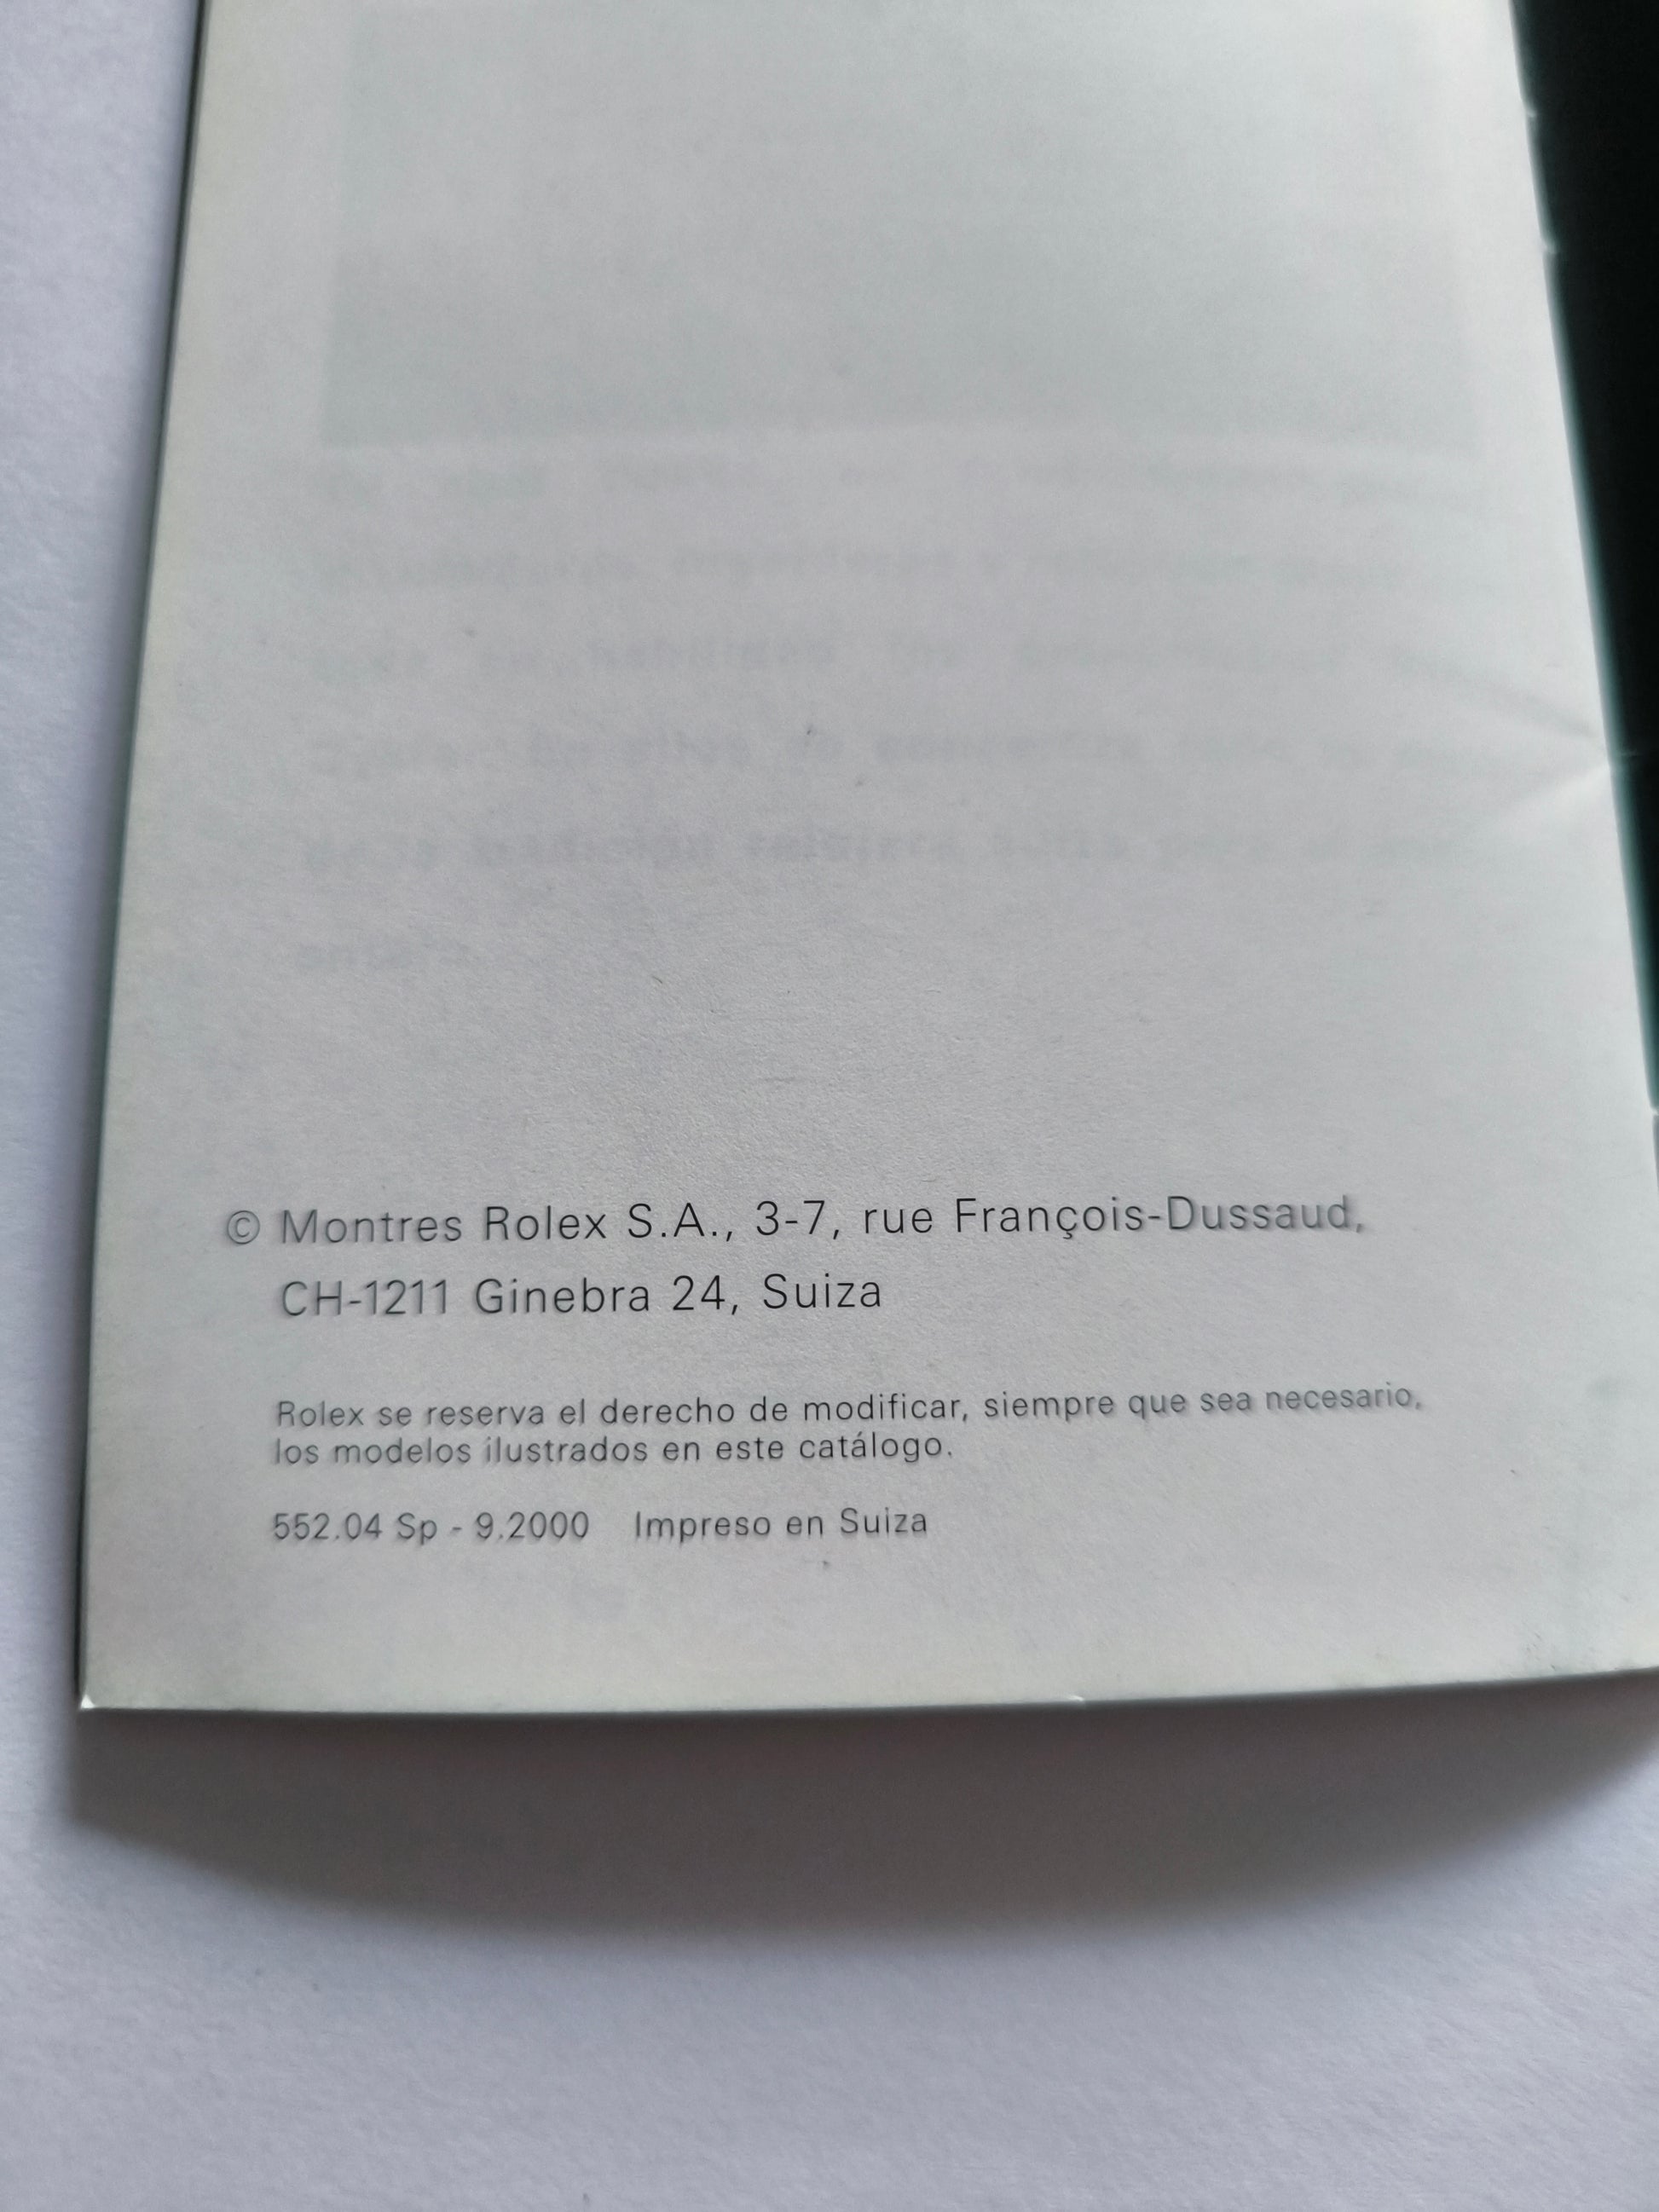 © Montres Rolex S.A., 3-7, rue François-Dussaud,
CH-1211 Ginebra 24, Suiza
Rolex se reserva el derecho de modificar, siempre que sea necesario,
los modelos ilustrados en este catálogo.
552.04 Sp - 9.2000 Impreso en Suiza